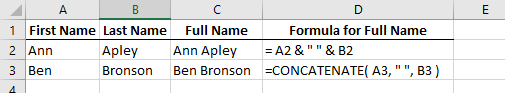 A B C D E
1 First Name Last Name Full Name Formula for Full Name
2 Ann Apley Ann Apley = A2 & " " & B2
3 Ben Bronson Ben Bronson =CONCATENATE( A3, " ", B3 )
4